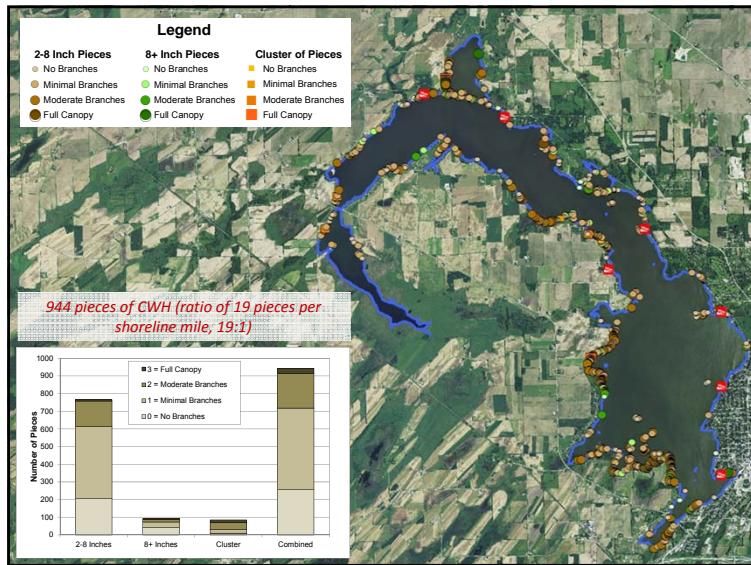 Legend
2-8 Inch Pieces 8+ Inch Pieces Cluster of Pieces
No Branches No Branches No Branches
Minimal Branches Minimal Branches Minimal Branches
Moderate Branches Moderate Branches Moderate Branches
Full Canopy Full Canopy Full Canopy
944 pieces of CWH (ratio of 19 pieces per
shoreline mile, 19:1)
1000
900
800
700
600
500
400
300
200
100
0
Number of Pieces
3 = Full Canopy
2 = Moderate Branches
1 = Minimal Branches
0 = No Branches
2-8 Inches 8+ Inches Cluster Combined